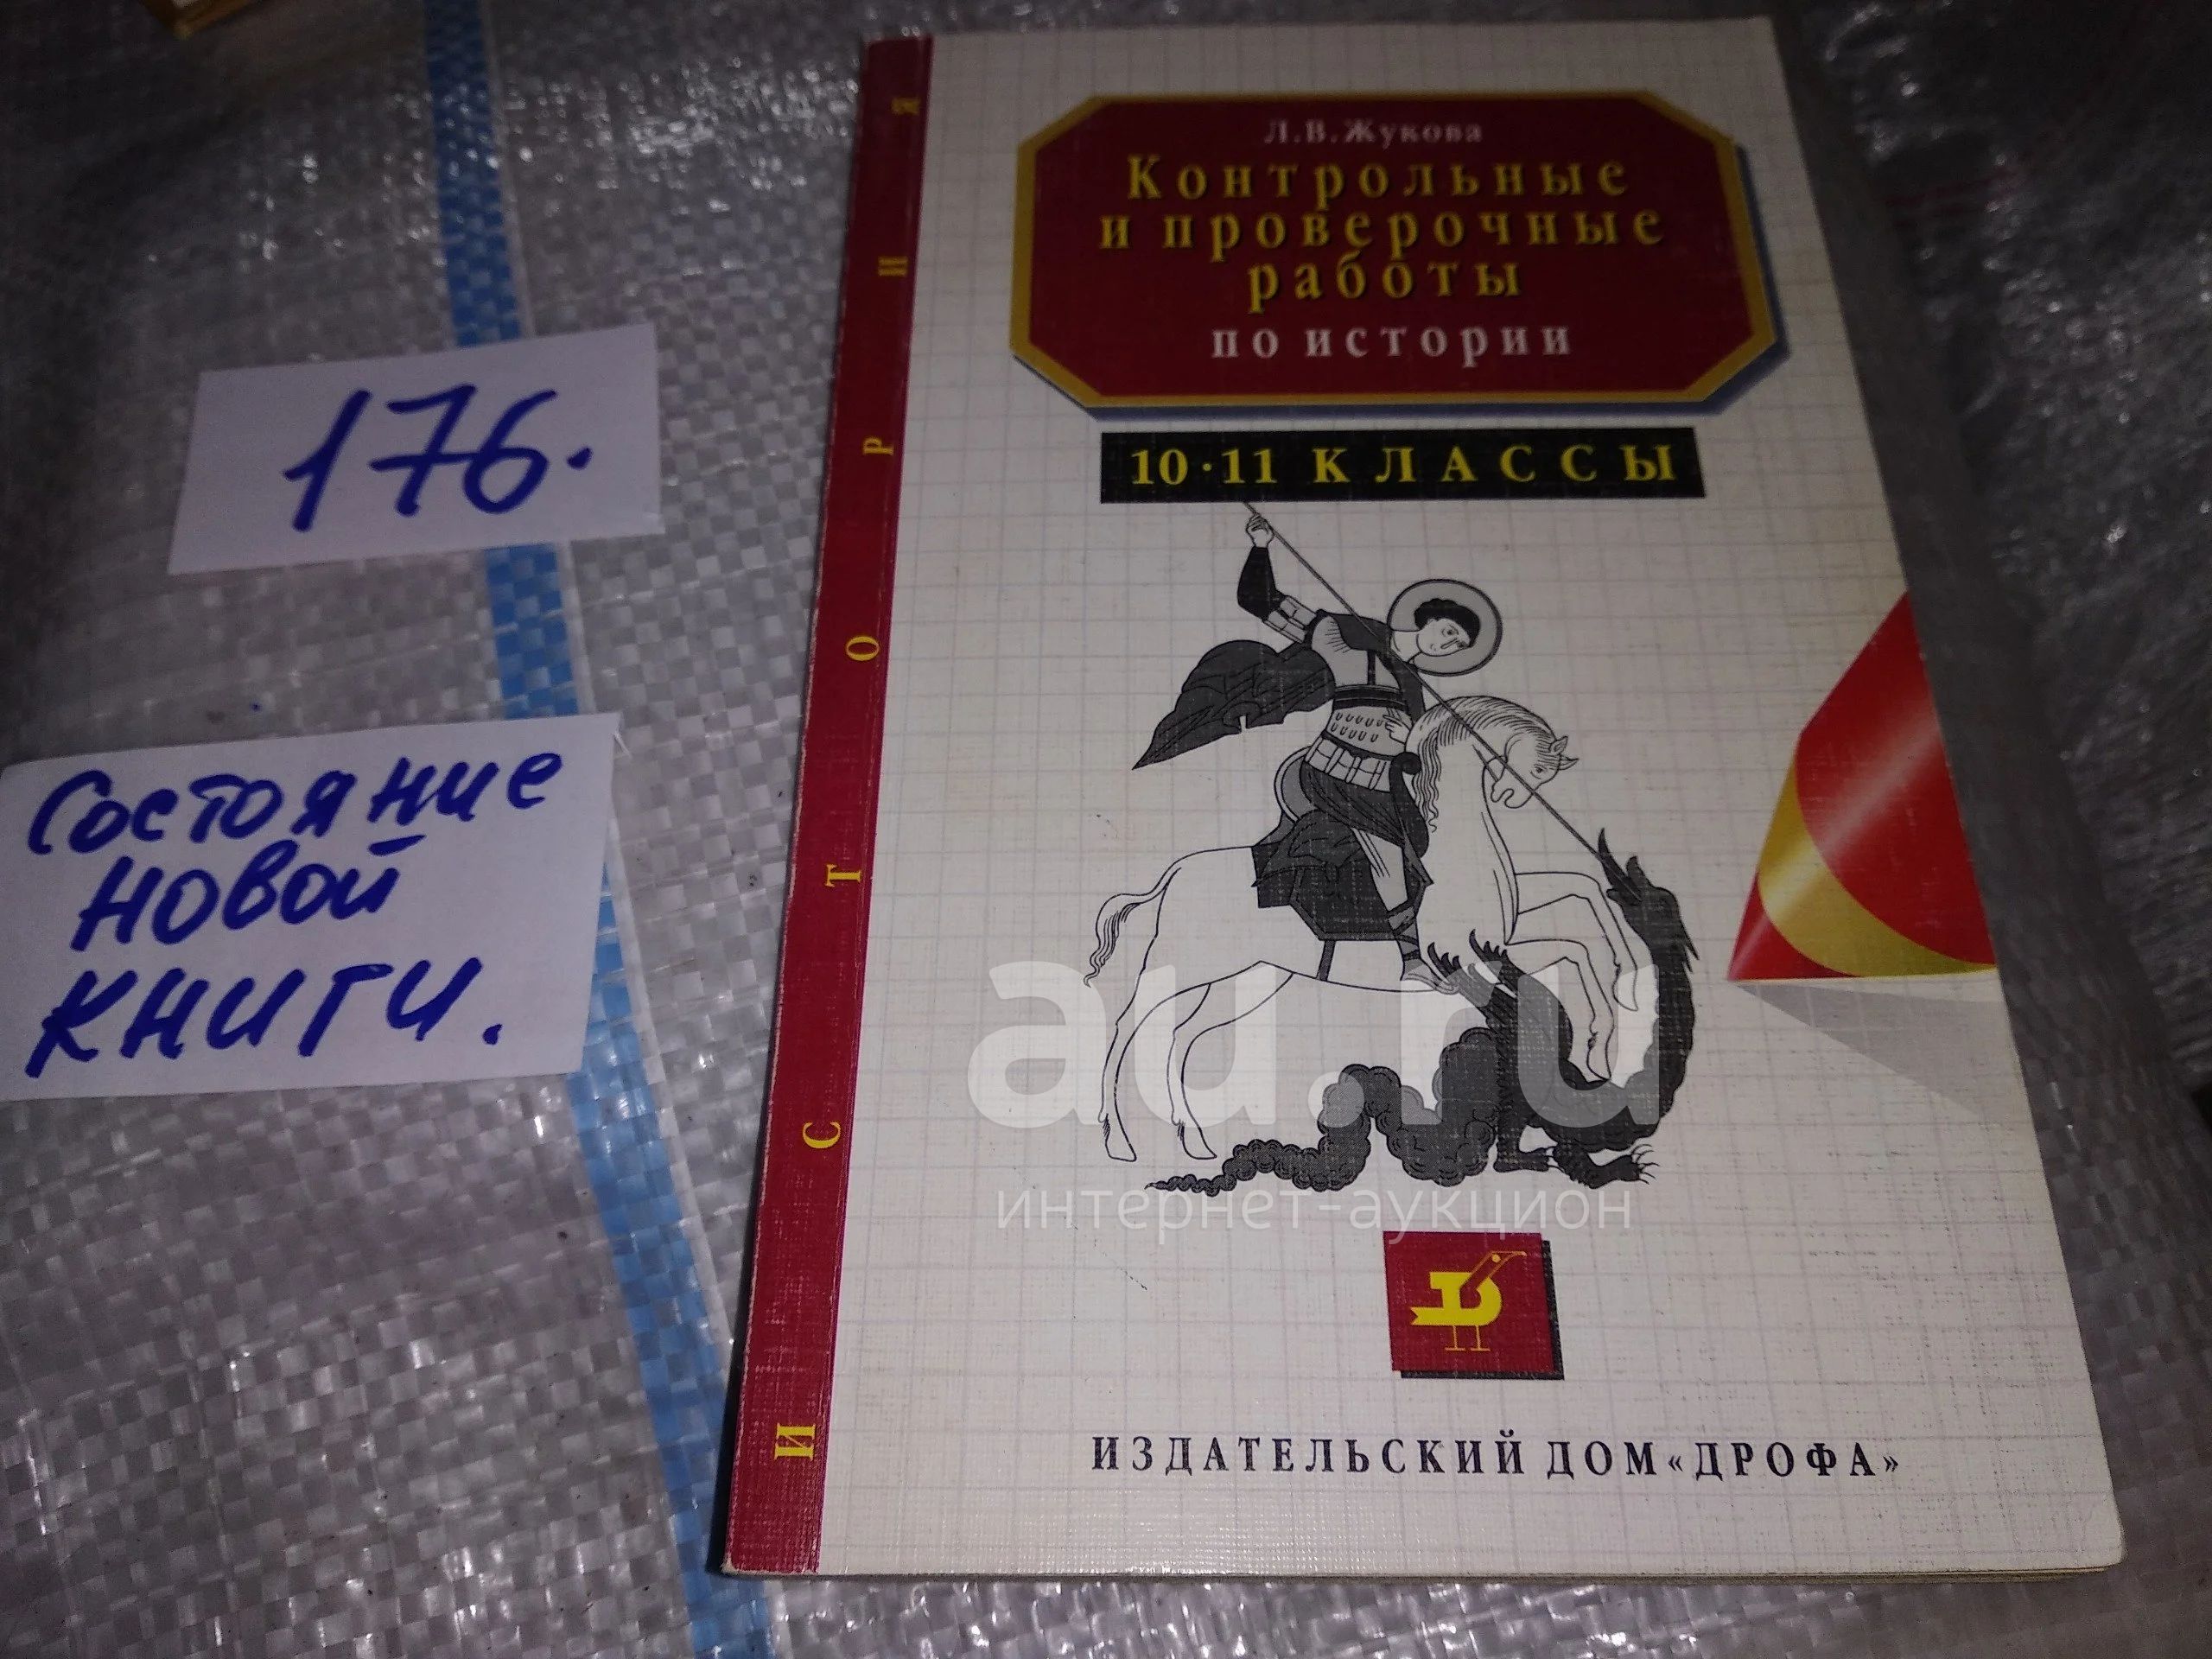 176.
Состояние
новой
книги.
ИСТОРИЯ
Л.В.Жукова
Контрольные
и проверочные
работы
по истории
10·11 КЛАССЫ
au.ru
интернет-аукцион
ИЗДАТЕЛЬСКИЙ ДОМ «ДРОФА»